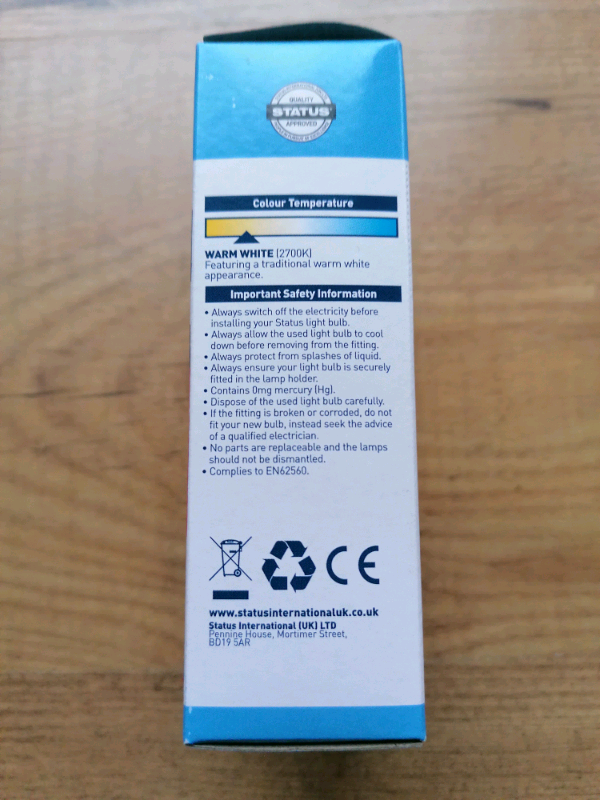 QUALITY
STATUS
APPROVED
Colour Temperature
WARM WHITE (2700K)
Featuring a traditional warm white
appearance.
Important Safety Information
• Always switch off the electricity before
installing your Status light bulb.
• Always allow the used light bulb to cool
down before removing from the fitting.
• Always protect from splashes of liquid.
• Always ensure your light bulb is securely
fitted in the lamp holder.
• Contains 0mg mercury (Hg).
• Dispose of the used light bulb carefully.
• If the fitting is broken or corroded, do not
fit your new bulb, instead seek the advice
of a qualified electrician.
• No parts are replaceable and the lamps
should not be dismantled.
• Complies to EN62560.
CE
www.statusinternationaluk.co.uk
Status International (UK) LTD
Pennine House, Mortimer Street,
BD19 5AR